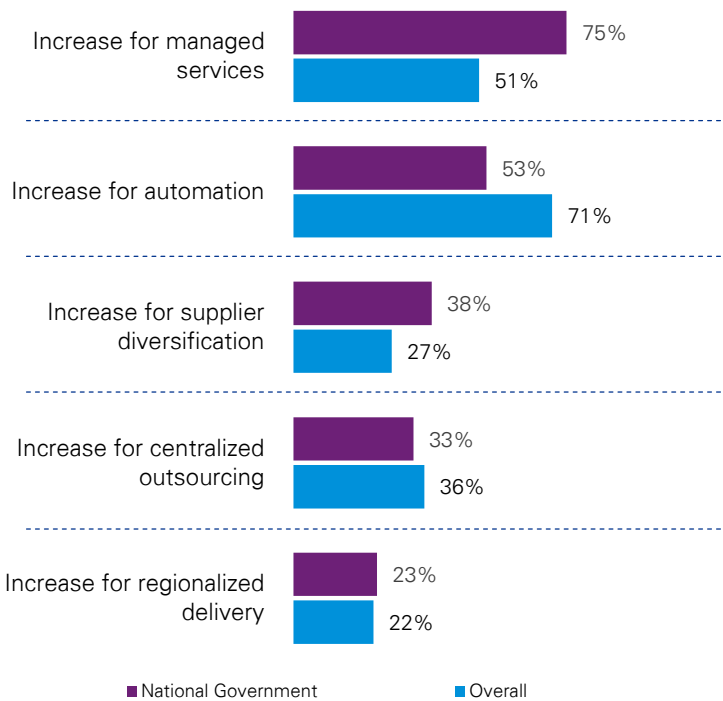 Increase for managed
services
75%
51%
Increase for automation
53%
71%
Increase for supplier
diversification
38%
27%
Increase for centralized
outsourcing
33%
36%
Increase for regionalized
delivery
23%
22%
National Government
Overall